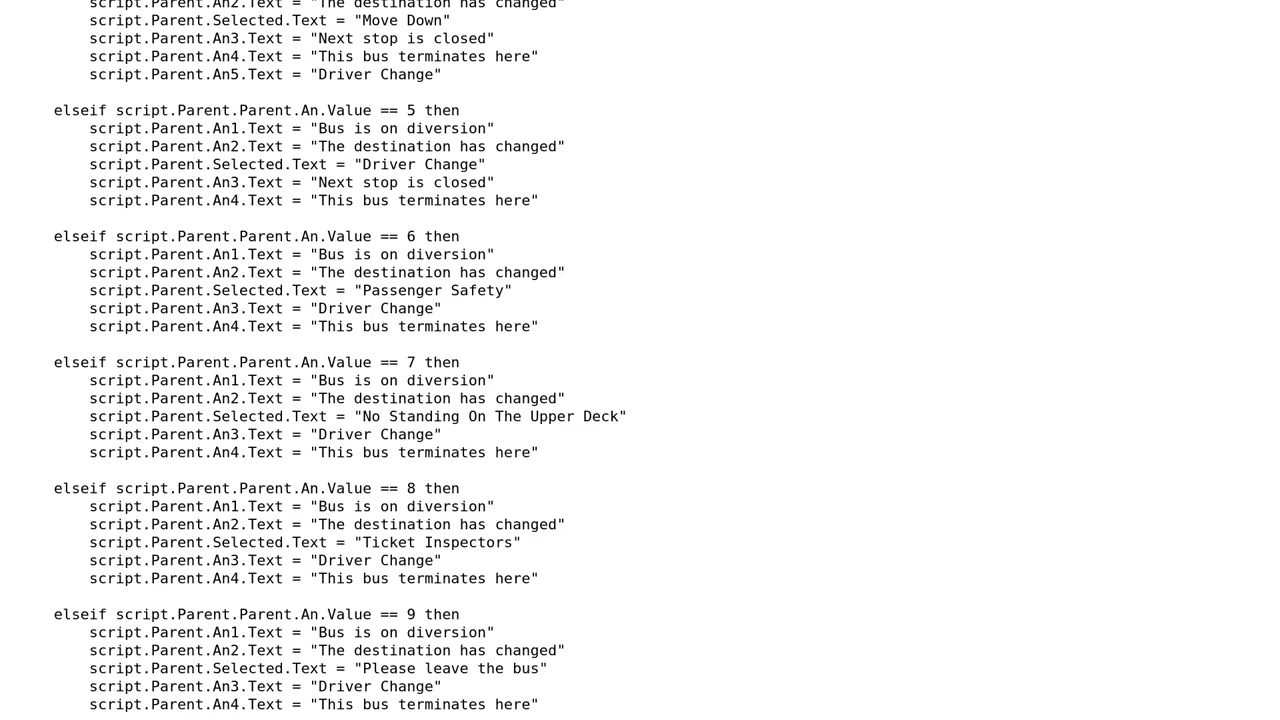 script.Parent.An2.Text = "The destination has changed"
script.Parent.Selected.Text = "Move Down"
script.Parent.An3.Text = "Next stop is closed"
script.Parent.An4.Text = "This bus terminates here"
script.Parent.An5.Text = "Driver Change"
elseif script.Parent.Parent.An.Value == 5 then
script.Parent.An1.Text = "Bus is on diversion"
script.Parent.An2.Text = "The destination has changed"
script.Parent.Selected.Text = "Driver Change"
script.Parent.An3.Text = "Next stop is closed"
script.Parent.An4.Text = "This bus terminates here"
elseif script.Parent.Parent.An.Value == 6 then
script.Parent.An1.Text = "Bus is on diversion"
script.Parent.An2.Text = "The destination has changed"
script.Parent.Selected.Text = "Passenger Safety"
script.Parent.An3.Text = "Driver Change"
script.Parent.An4.Text = "This bus terminates here"
elseif script.Parent.Parent.An.Value == 7 then
script.Parent.An1.Text = "Bus is on diversion"
script.Parent.An2.Text = "The destination has changed"
script.Parent.Selected.Text = "No Standing On The Upper Deck"
script.Parent.An3.Text = "Driver Change"
script.Parent.An4.Text = "This bus terminates here"
elseif script.Parent.Parent.An.Value == 8 then
script.Parent.An1.Text = "Bus is on diversion"
script.Parent.An2.Text = "The destination has changed"
script.Parent.Selected.Text = "Ticket Inspectors"
script.Parent.An3.Text = "Driver Change"
script.Parent.An4.Text = "This bus terminates here"
elseif script.Parent.Parent.An.Value == 9 then
script.Parent.An1.Text = "Bus is on diversion"
script.Parent.An2.Text = "The destination has changed"
script.Parent.Selected.Text = "Please leave the bus"
script.Parent.An3.Text = "Driver Change"
script.Parent.An4.Text = "This bus terminates here"